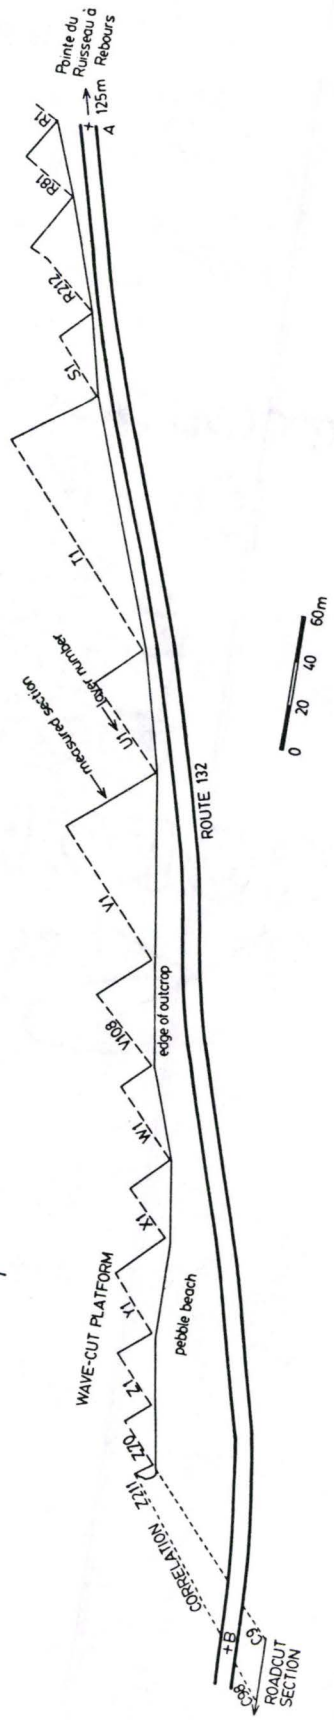 Pointe du
Ruisseau à
Rebours
125m
A
R1
R81
R212
S1
T1
U1
layer number
measured section
V1
V108
edge of outcrop
W1
X1
Y1
Z1
Z20
Z211
WAVE-CUT PLATFORM
pebble beach
CORRELATION
ROUTE 132
0 20 40 60m
+B
C98
C9
ROADCUT
SECTION